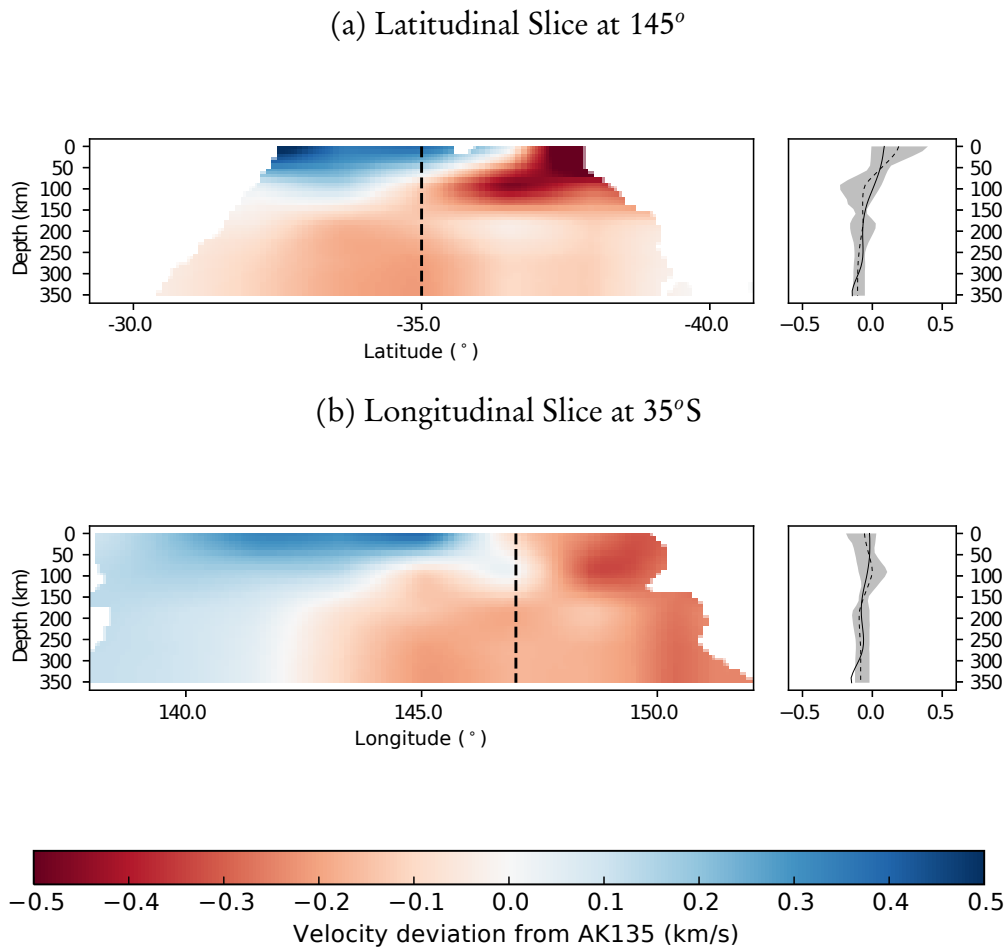 (a) Latitudinal Slice at 145°
Depth (km)
0
50
100
150
200
250
300
350
-30.0 -35.0 -40.0
Latitude (°)
0
50
100
150
200
250
300
350
−0.5 0.0 0.5
(b) Longitudinal Slice at 35°S
Depth (km)
0
50
100
150
200
250
300
350
140.0 145.0 150.0
Longitude (°)
0
50
100
150
200
250
300
350
−0.5 0.0 0.5
−0.5 −0.4 −0.3 −0.2 −0.1 0.0 0.1 0.2 0.3 0.4 0.5
Velocity deviation from AK135 (km/s)